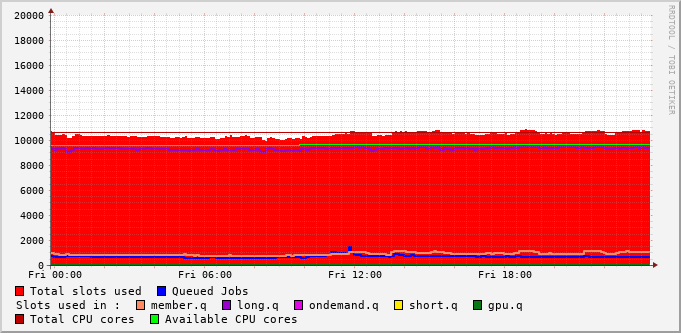 20000
18000
16000
14000
12000
10000
8000
6000
4000
2000
0
Fri 00:00 Fri 06:00 Fri 12:00 Fri 18:00
Total slots used Queued Jobs
Slots used in : member.q long.q ondemand.q short.q gpu.q
Total CPU cores Available CPU cores
RRDTOOL / TOBI OETIKER